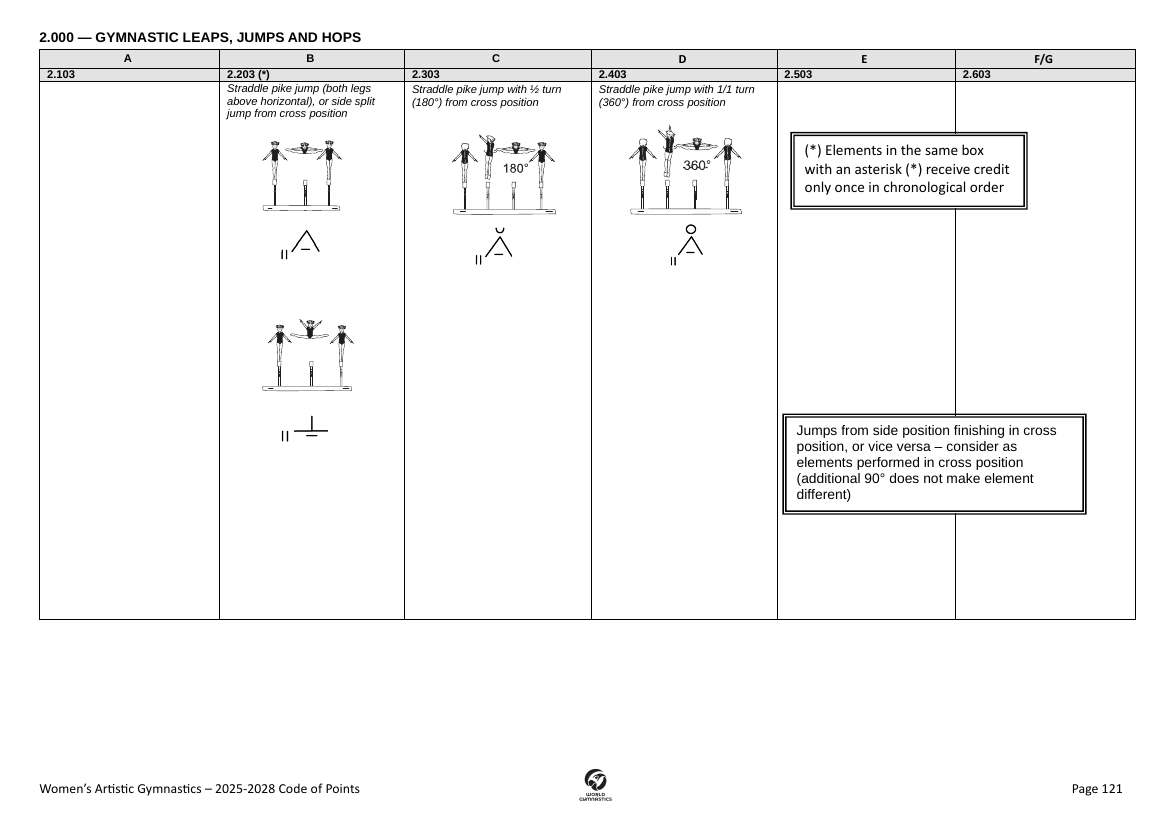 2.000 — GYMNASTIC LEAPS, JUMPS AND HOPS
A B C D E F/G
2.103 2.203 (*) 2.303 2.403 2.503 2.603
Straddle pike jump (both legs
above horizontal), or side split
jump from cross position
Straddle pike jump with ½ turn
(180°) from cross position
180°
Straddle pike jump with 1/1 turn
(360°) from cross position
360°
(*) Elements in the same box
with an asterisk (*) receive credit
only once in chronological order
Jumps from side position finishing in cross
position, or vice versa – consider as
elements performed in cross position
(additional 90° does not make element
different)
Women’s Artistic Gymnastics – 2025-2028 Code of Points
WORLD
GYMNASTICS
Page 121